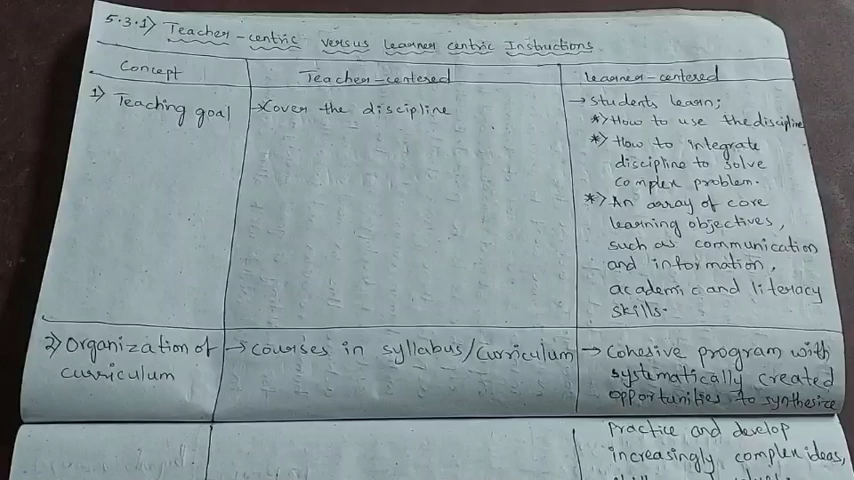 5.3.1) Teacher-centric versus learner centric Instructions
Concept
Teacher-centered
learner-centered
1) Teaching goal
→ Cover the discipline
→ Students learn;
*) How to use the discipline
*) How to integrate
discipline to solve
complex problem.
*) An array of core
learning objectives,
such as communication
and information,
academic and literacy
skills.
2) Organization of
curriculum
→ courses in syllabus/curriculum
→ Cohesive program with
systematically created
opportunities to synthesize
practice and develop
increasingly complex ideas,